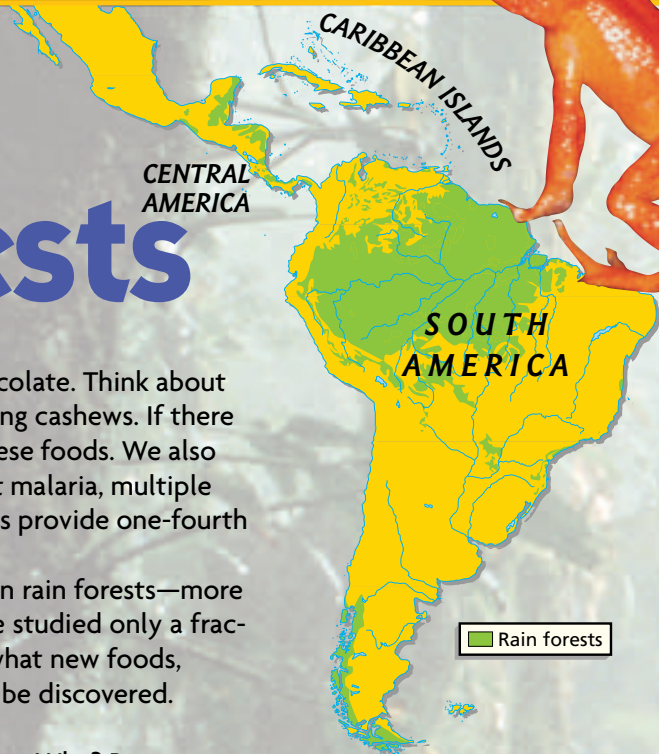 CARIBBEAN ISLANDS
CENTRAL
AMERICA
sts
SOUTH
AMERICA
colate. Think about
ng cashews. If there
ese foods. We also
t malaria, multiple
s provide one-fourth
n rain forests—more
e studied only a frac-
what new foods,
be discovered.
Rain forests